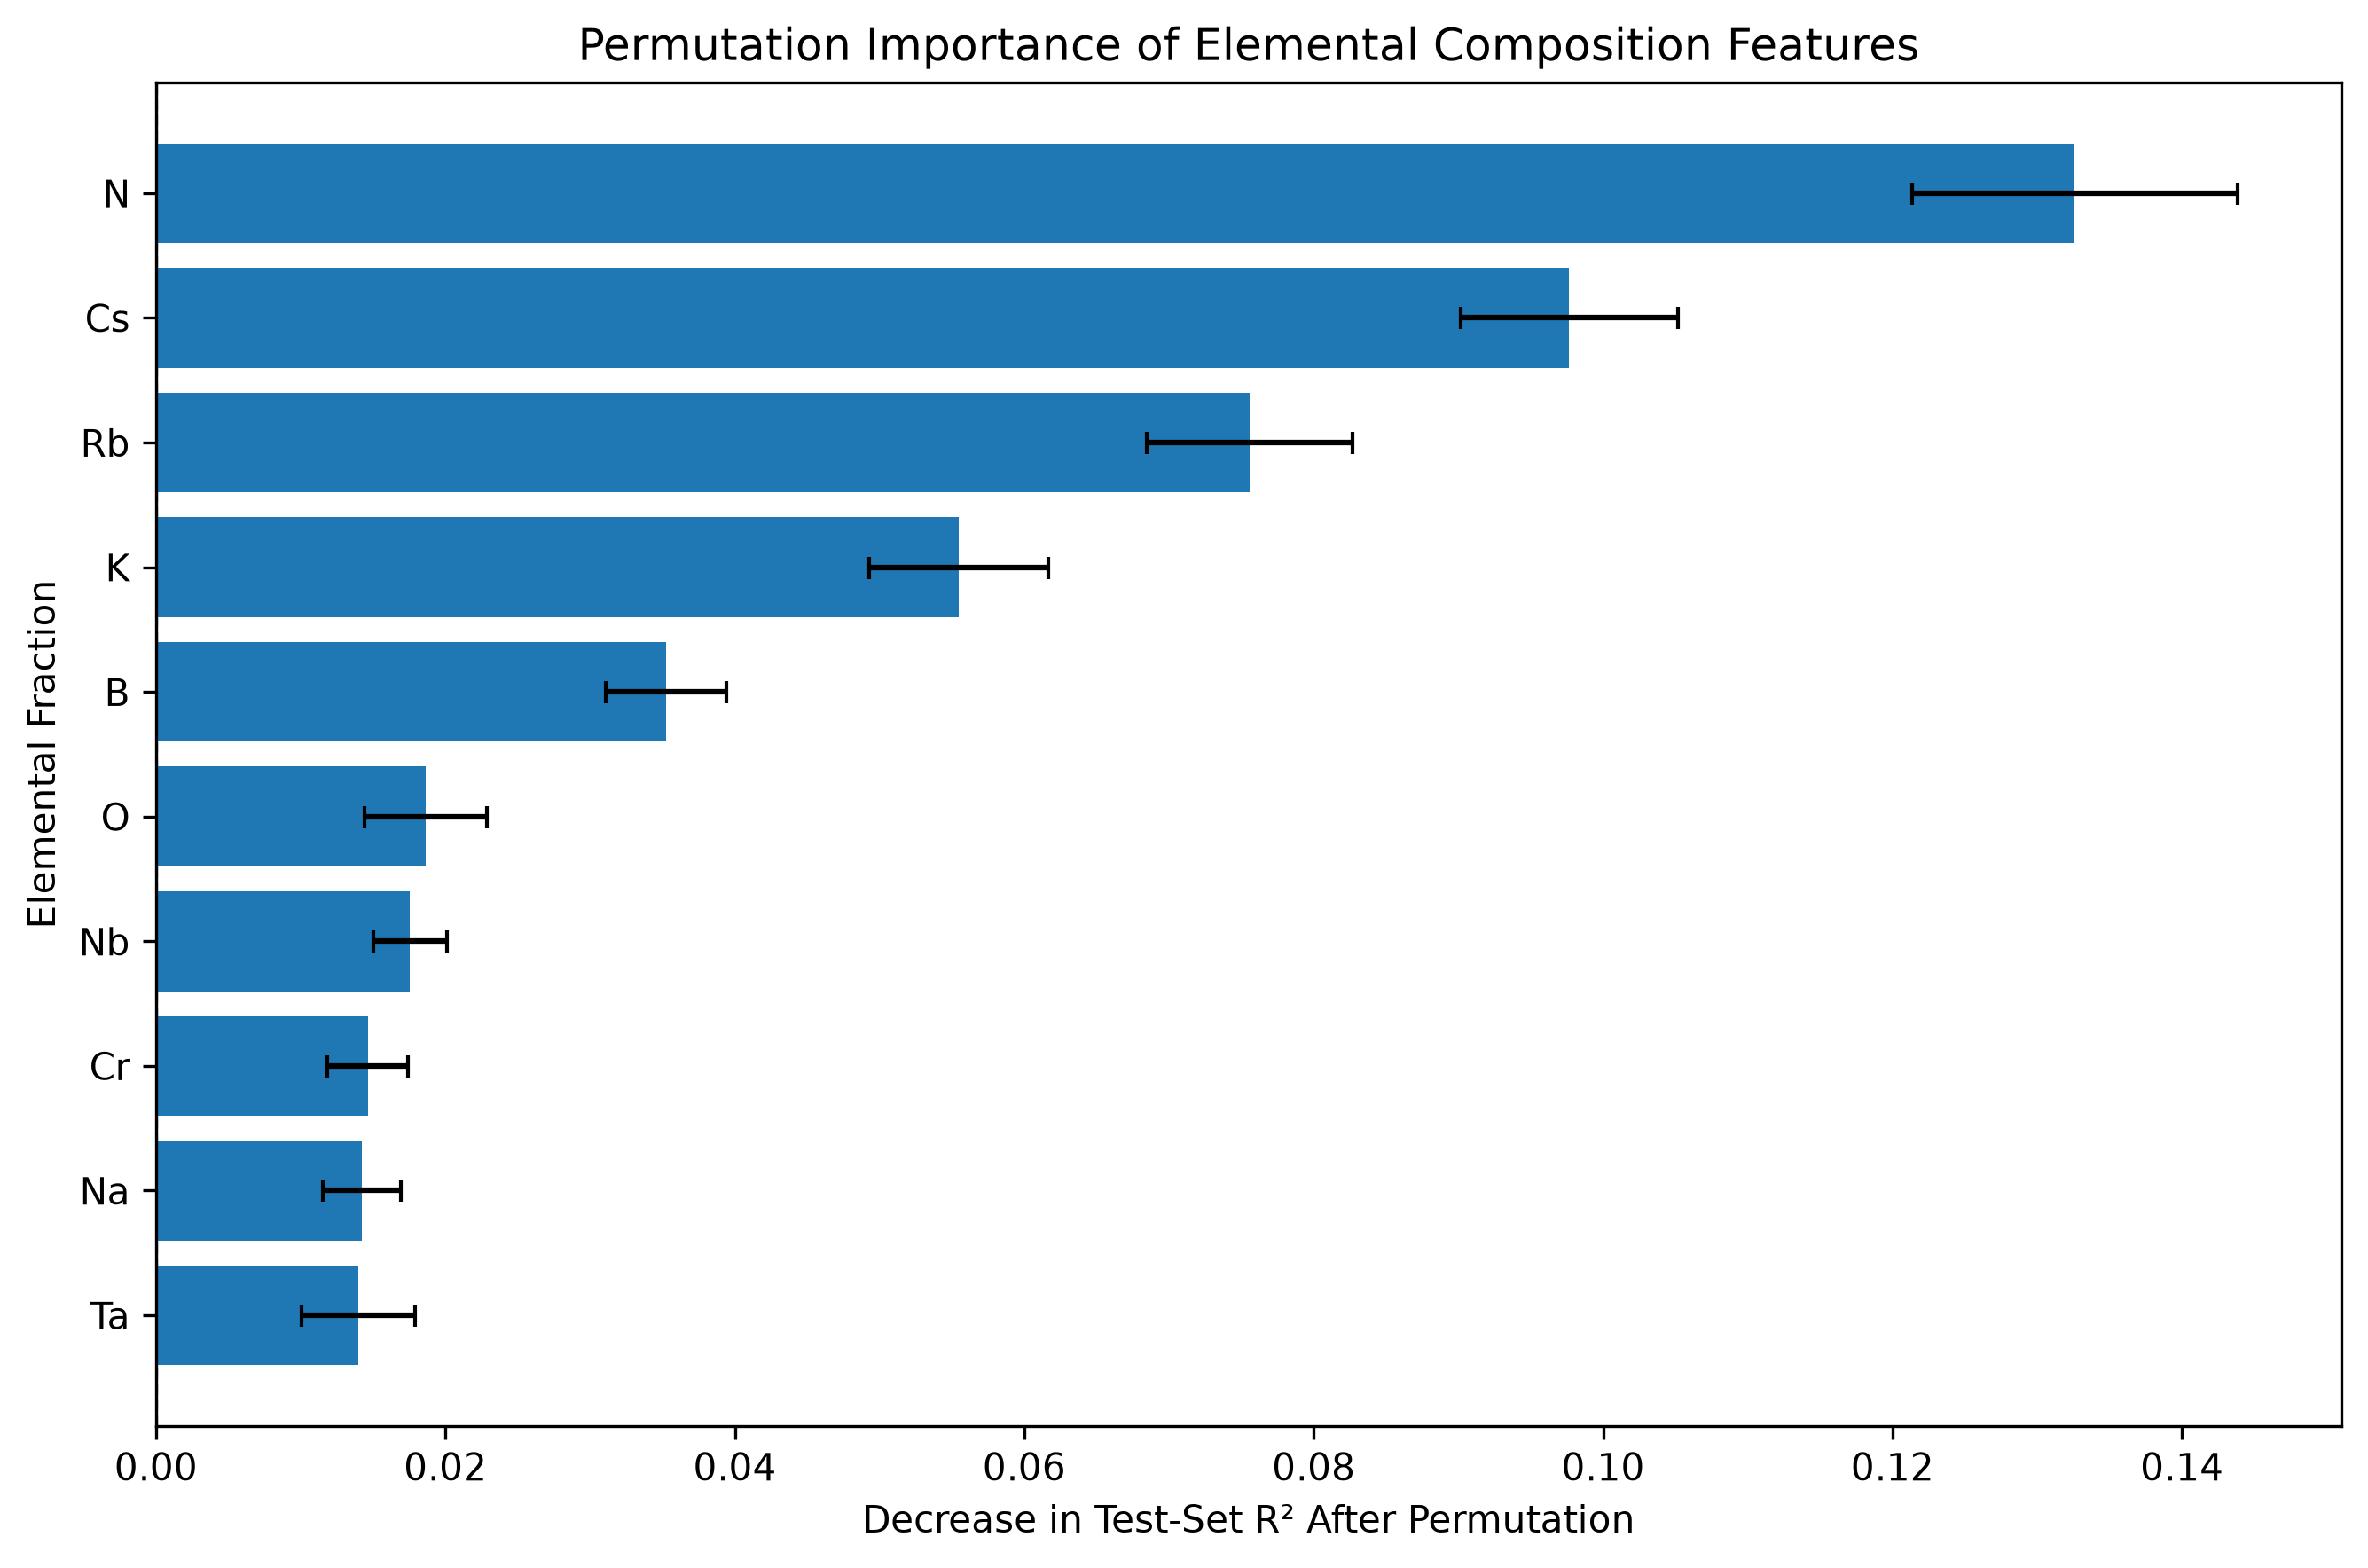 Permutation Importance of Elemental Composition Features
Elemental Fraction
N
Cs
Rb
K
B
O
Nb
Cr
Na
Ta
0.00 0.02 0.04 0.06 0.08 0.10 0.12 0.14
Decrease in Test-Set R² After Permutation